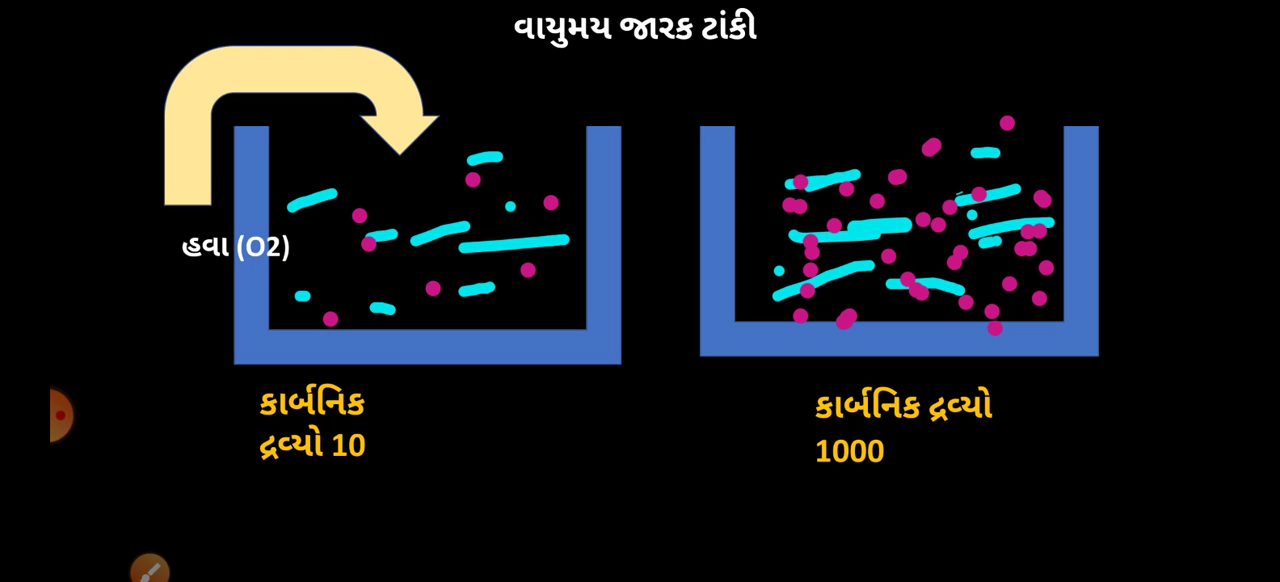 વાયુમય જારક ટાંકી
હવા (O2)
કાર્બનિક
દ્રવ્યો 10
કાર્બનિક દ્રવ્યો
1000